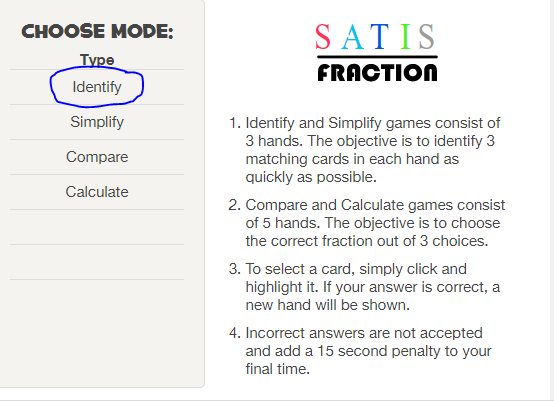 CHOOSE MODE:
Type
Identify
Simplify
Compare
Calculate
SATIS
FRACTION
1. Identify and Simplify games consist of
3 hands. The objective is to identify 3
matching cards in each hand as
quickly as possible.
2. Compare and Calculate games consist
of 5 hands. The objective is to choose
the correct fraction out of 3 choices.
3. To select a card, simply click and
highlight it. If your answer is correct, a
new hand will be shown.
4. Incorrect answers are not accepted
and add a 15 second penalty to your
final time.